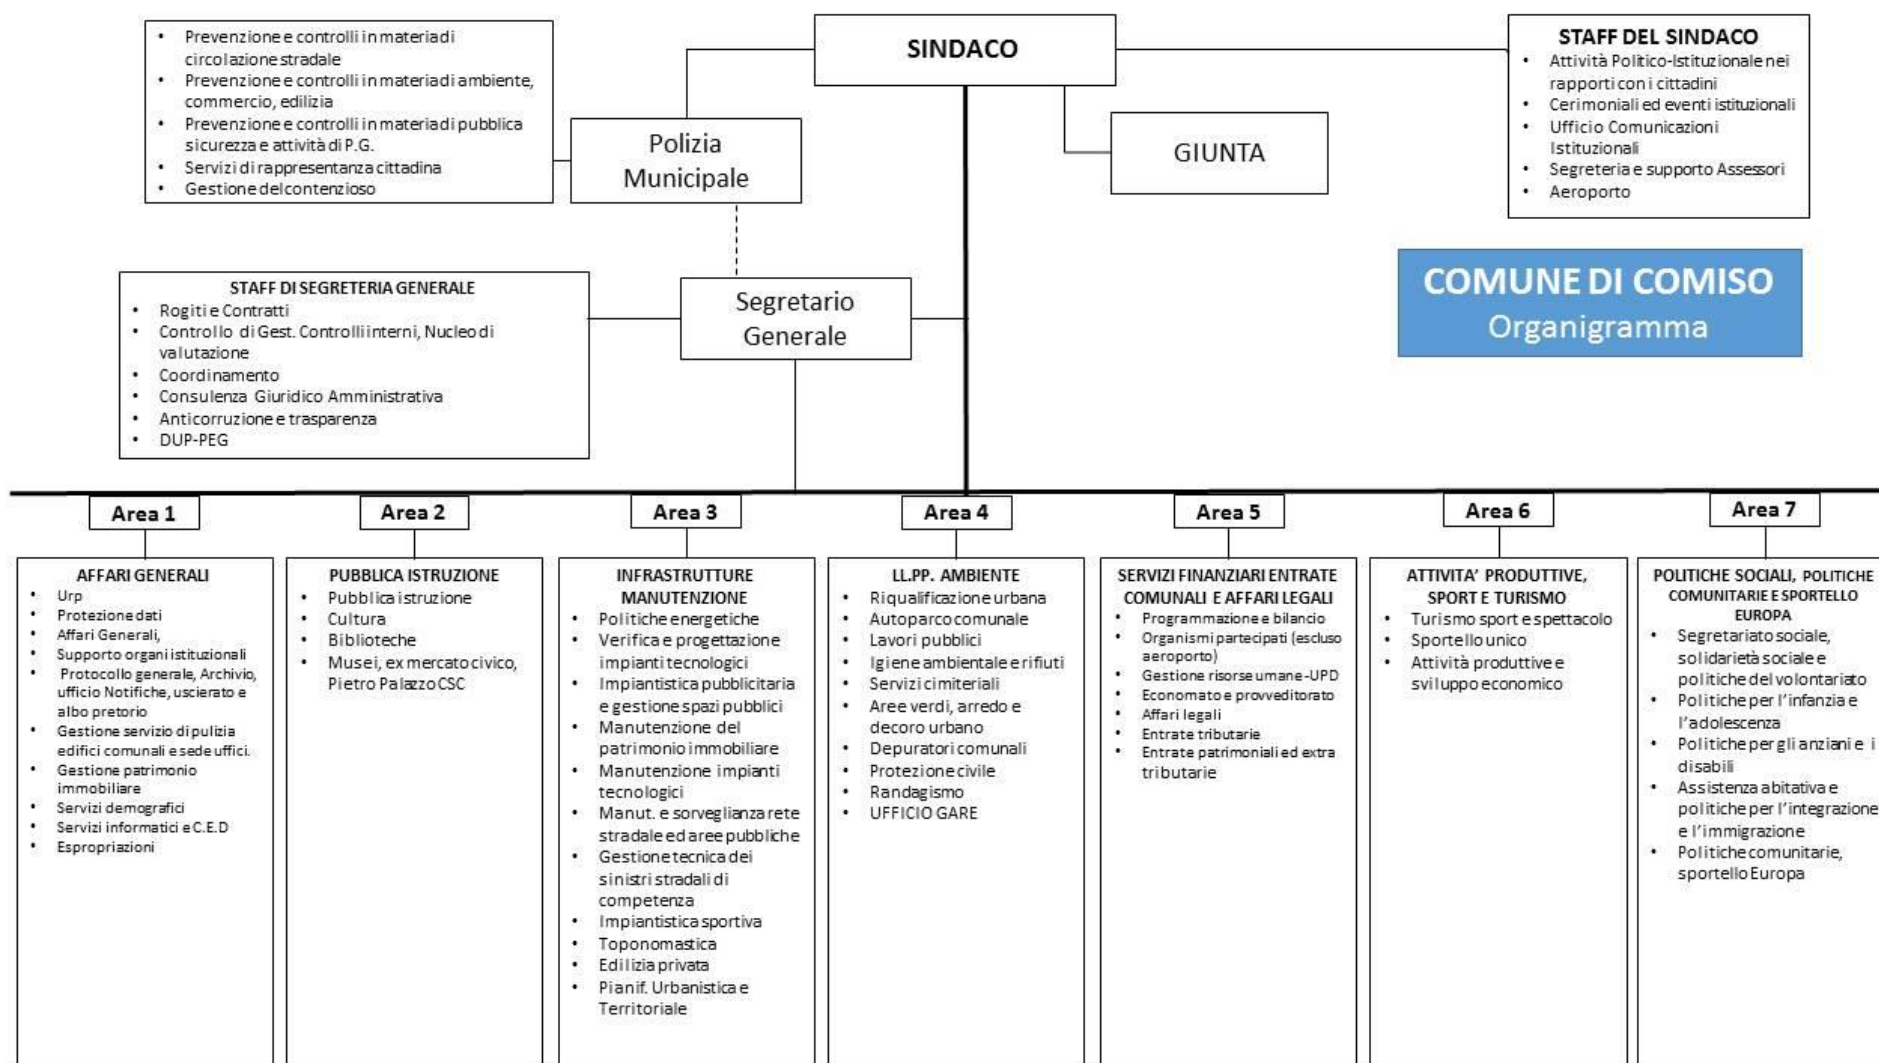 • Prevenzione e controlli in materia di
circolazione stradale
• Prevenzione e controlli in materia di ambiente,
commercio, edilizia
• Prevenzione e controlli in materia di pubblica
sicurezza e attività di P.G.
• Servizi di rappresentanza cittadina
• Gestione del contenzioso
SINDACO
STAFF DEL SINDACO
• Attività Politico-Istituzionale nei
rapporti con i cittadini
• Cerimoniali ed eventi istituzionali
• Ufficio Comunicazioni
Istituzionali
• Segreteria e supporto Assessori
• Aeroporto
Polizia
Municipale
GIUNTA
COMUNE DI COMISO
Organigramma
STAFF DI SEGRETERIA GENERALE
• Rogiti e Contratti
• Controllo di Gest. Controlli interni, Nucleo di
valutazione
• Coordinamento
• Consulenza Giuridico Amministrativa
• Anticorruzione e trasparenza
• DUP-PEG
Segretario
Generale
Area 1
AFFARI GENERALI
• Urp
• Protezione dati
• Affari Generali,
• Supporto organi istituzionali
• Protocollo generale, Archivio,
ufficio Notifiche, uscierato e
albo pretorio
• Gestione servizio di pulizia
edifici comunali e sede uffici.
• Gestione patrimonio
immobiliare
• Servizi demografici
• Servizi informatici e C.E.D
• Espropriazioni
Area 2
PUBBLICA ISTRUZIONE
• Pubblica istruzione
• Cultura
• Biblioteche
• Musei, ex mercato civico,
Pietro Palazzo CSC
Area 3
INFRASTRUTTURE
MANUTENZIONE
• Politiche energetiche
• Verifica e progettazione
impianti tecnologici
• Impiantistica pubblicitaria
e gestione spazi pubblici
• Manutenzione del
patrimonio immobiliare
• Manutenzione impianti
tecnologici
• Manut. e sorveglianza rete
stradale ed aree pubbliche
• Gestione tecnica dei
sinistri stradali di
competenza
• Impiantistica sportiva
• Toponomastica
• Edilizia privata
• Pianif. Urbanistica e
Territoriale
Area 4
LL.PP. AMBIENTE
• Riqualificazione urbana
• Autoparco comunale
• Lavori pubblici
• Igiene ambientale e rifiuti
• Servizi cimiteriali
• Aree verdi, arredo e
decoro urbano
• Depuratori comunali
• Protezione civile
• Randagismo
• UFFICIO GARE
Area 5
SERVIZI FINANZIARI ENTRATE
COMUNALI E AFFARI LEGALI
• Programmazione e bilancio
• Organismi partecipati (escluso
aeroporto)
• Gestione risorse umane -UPD
• Economato e provveditorato
• Affari legali
• Entrate tributarie
• Entrate patrimoniali ed extra
tributarie
Area 6
ATTIVITA’ PRODUTTIVE,
SPORT E TURISMO
• Turismo sport e spettacolo
• Sportello unico
• Attività produttive e
sviluppo economico
Area 7
POLITICHE SOCIALI, POLITICHE
COMUNITARIE E SPORTELLO
EUROPA
• Segretariato sociale,
solidarietà sociale e
politiche del volontariato
• Politiche per l’infanzia e
l’adolescenza
• Politiche per gli anziani e i
disabili
• Assistenza abitativa e
politiche per l’integrazione
e l’immigrazione
• Politiche comunitarie,
sportello Europa